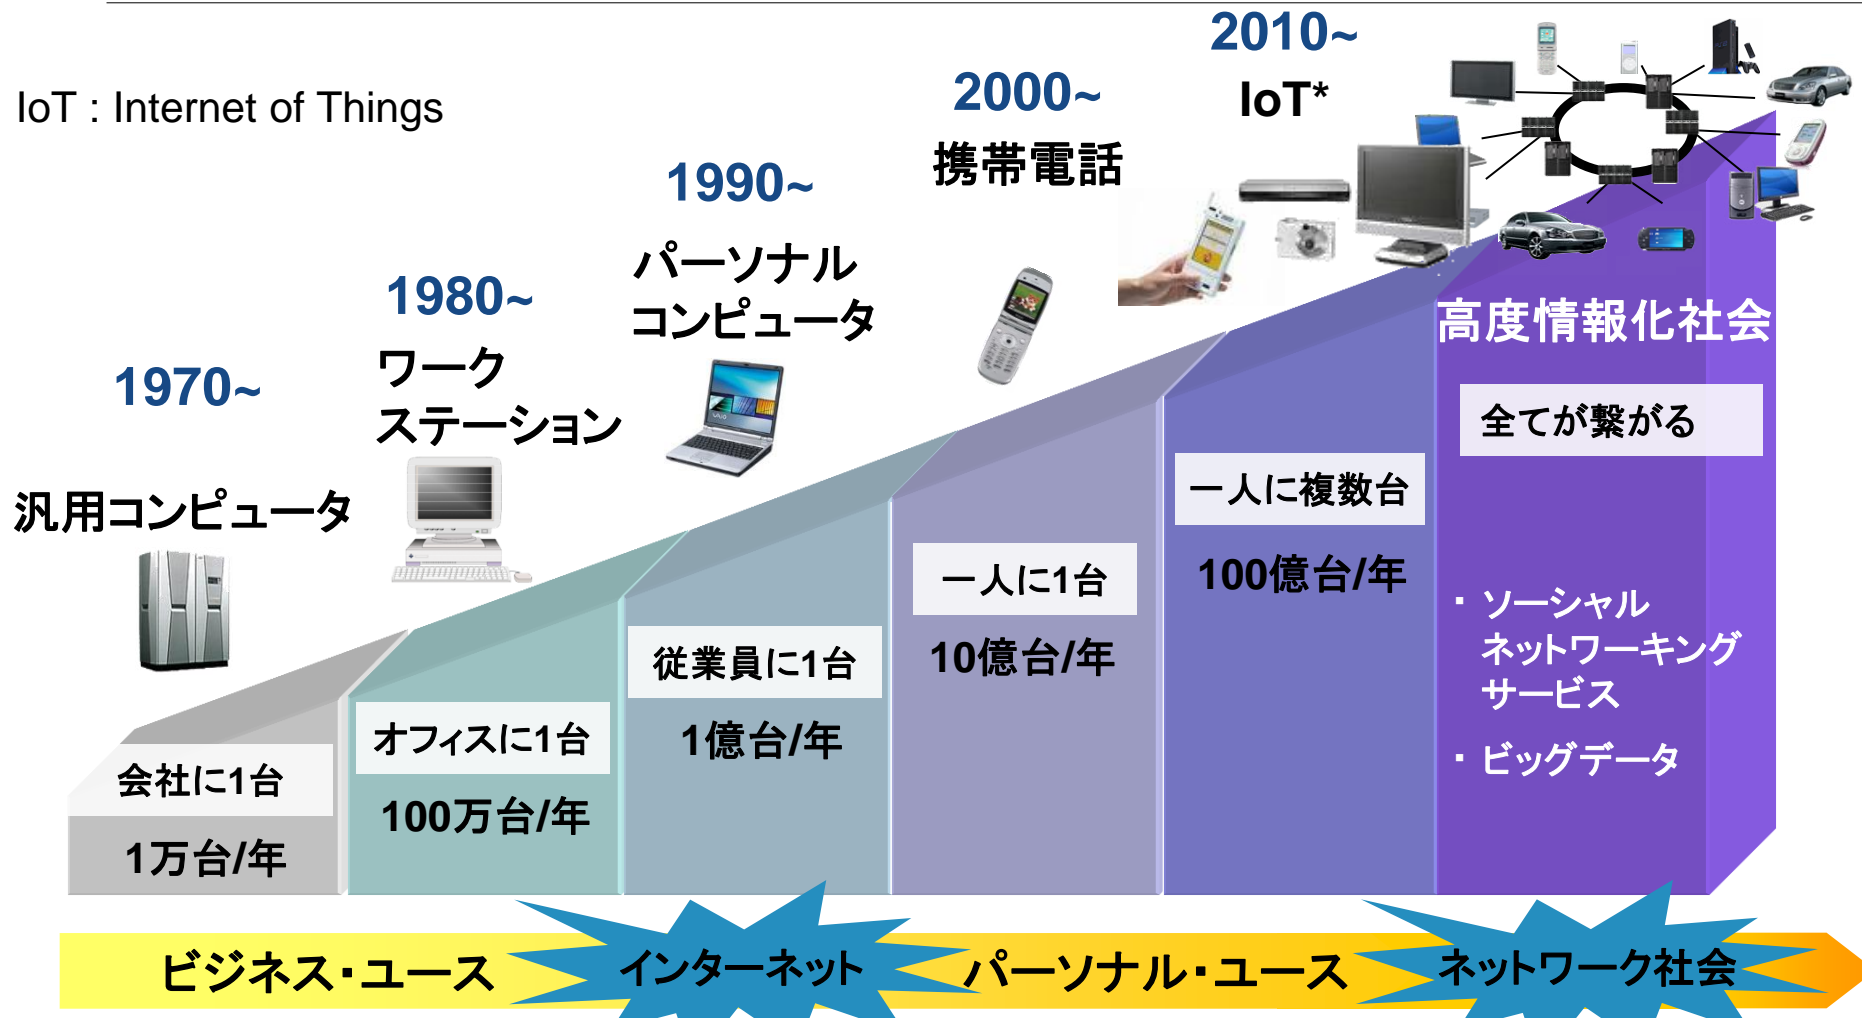 IoT : Internet of Things
1970~
汎用コンピュータ
会社に1台
1万台/年
1980~
ワーク
ステーション
オフィスに1台
100万台/年
1990~
パーソナル
コンピュータ
従業員に1台
1億台/年
2000~
携帯電話
一人に1台
10億台/年
2010~
IoT*
一人に複数台
100億台/年
高度情報化社会
全てが繋がる
・ソーシャル
ネットワーキング
サービス
・ビッグデータ
ビジネス・ユース
インターネット
パーソナル・ユース
ネットワーク社会